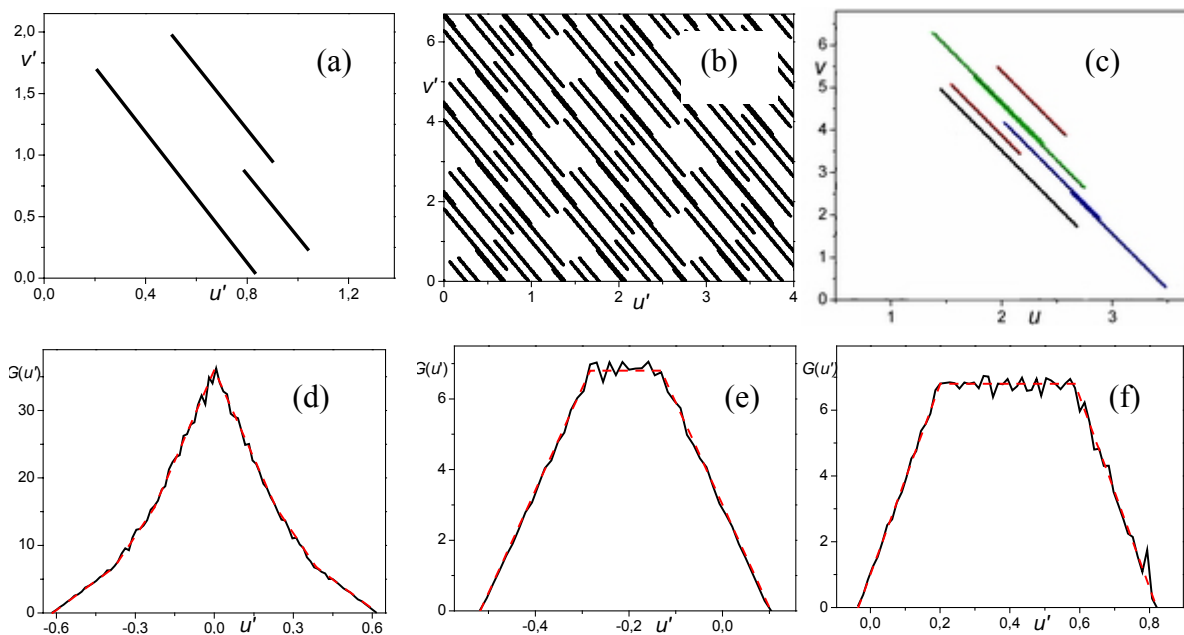 2,0
v'
1,5
1,0
0,5
0,0
0,0 0,4 0,8 1,2
u'
(a)
6
v'
4
2
0
0 1 2 3 4
u'
(b)
6
v
5
4
3
2
1
0
1 2 3
u
(c)
G(u')
30
20
10
0
-0,6 -0,3 0,0 0,3 0,6
u'
(d)
G(u')
6
4
2
0
-0,4 -0,2 0,0
u'
(e)
G(u')
6
4
2
0
0,0 0,2 0,4 0,6 0,8
u'
(f)